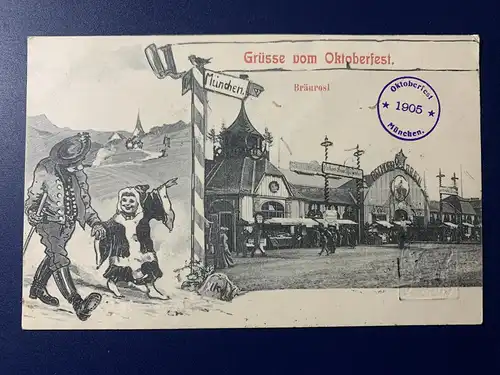 Grüsse vom Oktoberfest.
München.
Bräurosl
Oktoberfest
★ 1905 ★
München.